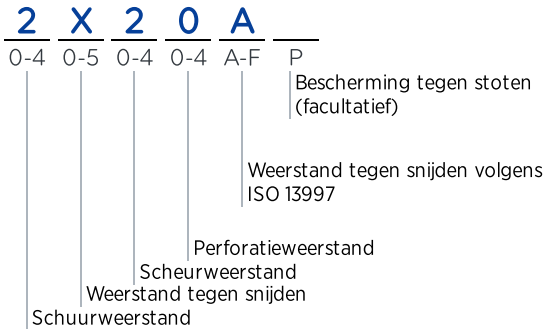 2 X 2 0 A
0-4 0-5 0-4 0-4 A-F P
Bescherming tegen stoten
(facultatief)
Weerstand tegen snijden volgens
ISO 13997
Perforatieweerstand
Scheurweerstand
Weerstand tegen snijden
Schuurweerstand